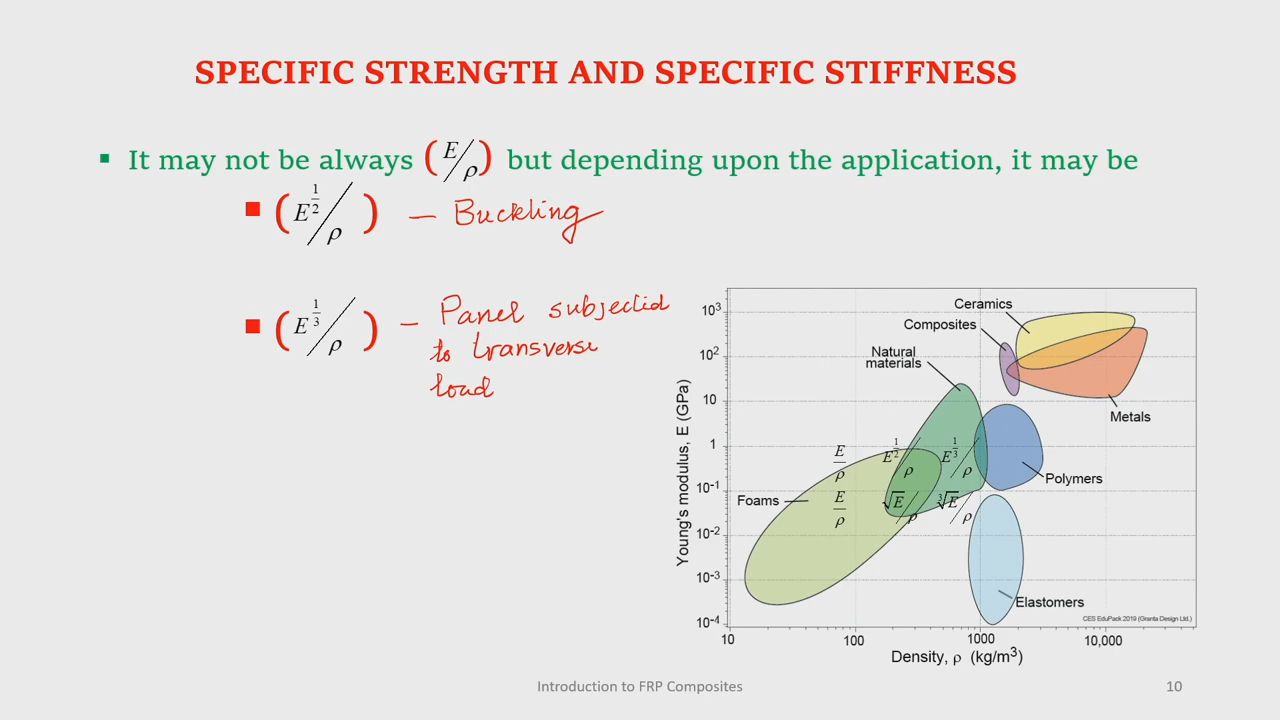 SPECIFIC STRENGTH AND SPECIFIC STIFFNESS
▪ It may not be always (E/ρ) but depending upon the application, it may be
▪ (E^{1/2}/ρ) — Buckling
▪ (E^{1/3}/ρ) — Panel subjected
to transverse
load
Ceramics
Composites
Natural
materials
Metals
Polymers
Foams
Elastomers
E/ρ E^{1/2}/ρ E^{1/3}/ρ
E/ρ √E/ρ ∛E/ρ
Young's modulus, E (GPa)
10³
10²
10
1
10⁻¹
10⁻²
10⁻³
10⁻⁴
10 100 1000 10,000
CES EduPack 2019 (Granta Design Ltd.)
Density, ρ (kg/m³)
Introduction to FRP Composites 10